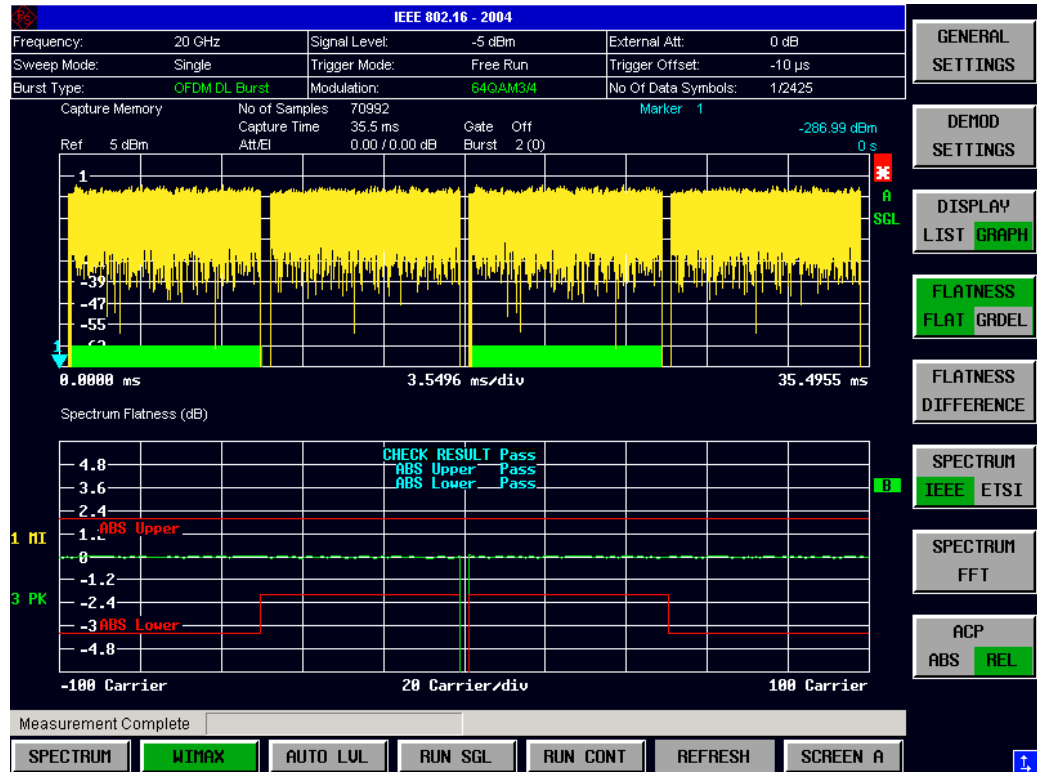 IEEE 802.16 - 2004
Frequency: 20 GHz Signal Level: -5 dBm External Att: 0 dB
Sweep Mode: Single Trigger Mode: Free Run Trigger Offset: -10 µs
Burst Type: OFDM DL Burst Modulation: 64QAM3/4 No Of Data Symbols: 1/2425
Capture Memory No of Samples 70992 Marker 1
Capture Time 35.5 ms Gate Off -286.99 dBm
Ref 5 dBm Att/El 0.00 / 0.00 dB Burst 2 (0) 0 s
1
A
SGL
-39
-47
-55
1
0.0000 ms 3.5496 ms/div 35.4955 ms
Spectrum Flatness (dB)
CHECK RESULT Pass
4.8 ABS Upper Pass
ABS Lower Pass
3.6 B
2.4
ABS Upper
1 MI
0
-1.2
3 PK -2.4
-3 ABS Lower
-4.8
-100 Carrier 20 Carrier/div 100 Carrier
Measurement Complete
SPECTRUM WIMAX AUTO LVL RUN SGL RUN CONT REFRESH SCREEN A
GENERAL
SETTINGS
DEMOD
SETTINGS
DISPLAY
LIST GRAPH
FLATNESS
FLAT GRDEL
FLATNESS
DIFFERENCE
SPECTRUM
IEEE ETSI
SPECTRUM
FFT
ACP
ABS REL